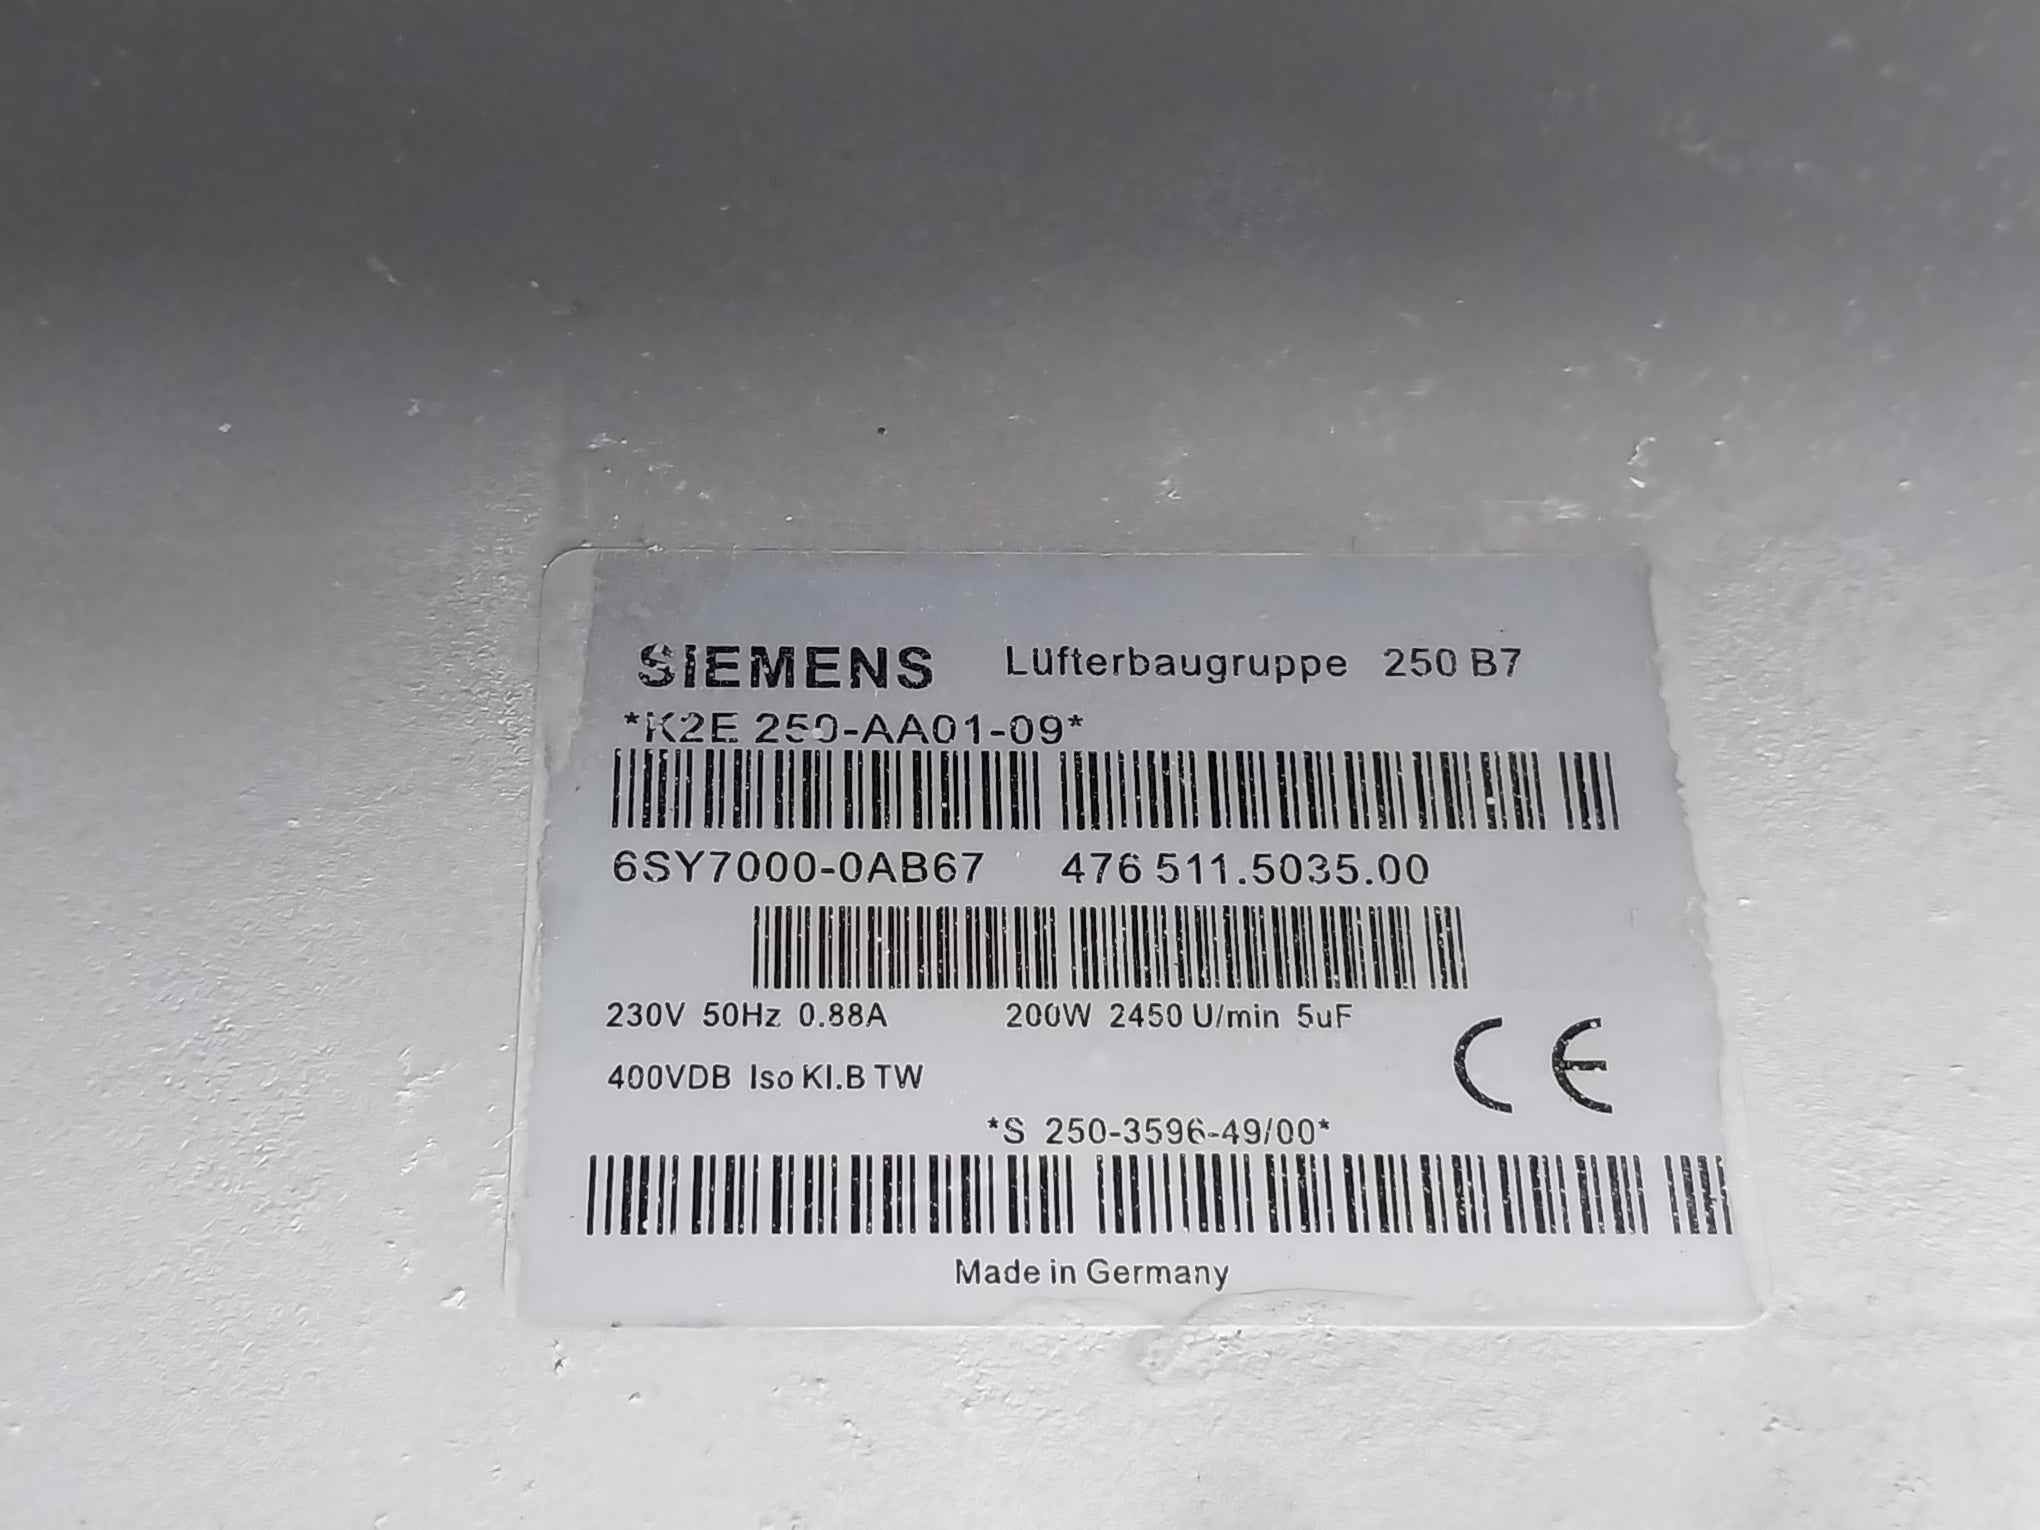 SIEMENS Lüfterbaugruppe 250 B7
*K2E 250-AA01-09*
6SY7000-0AB67 476 511.5035.00
230V 50Hz 0.88A 200W 2450 U/min 5uF
400VDB Iso Kl.B TW
CE
*S 250-3596-49/00*
Made in Germany